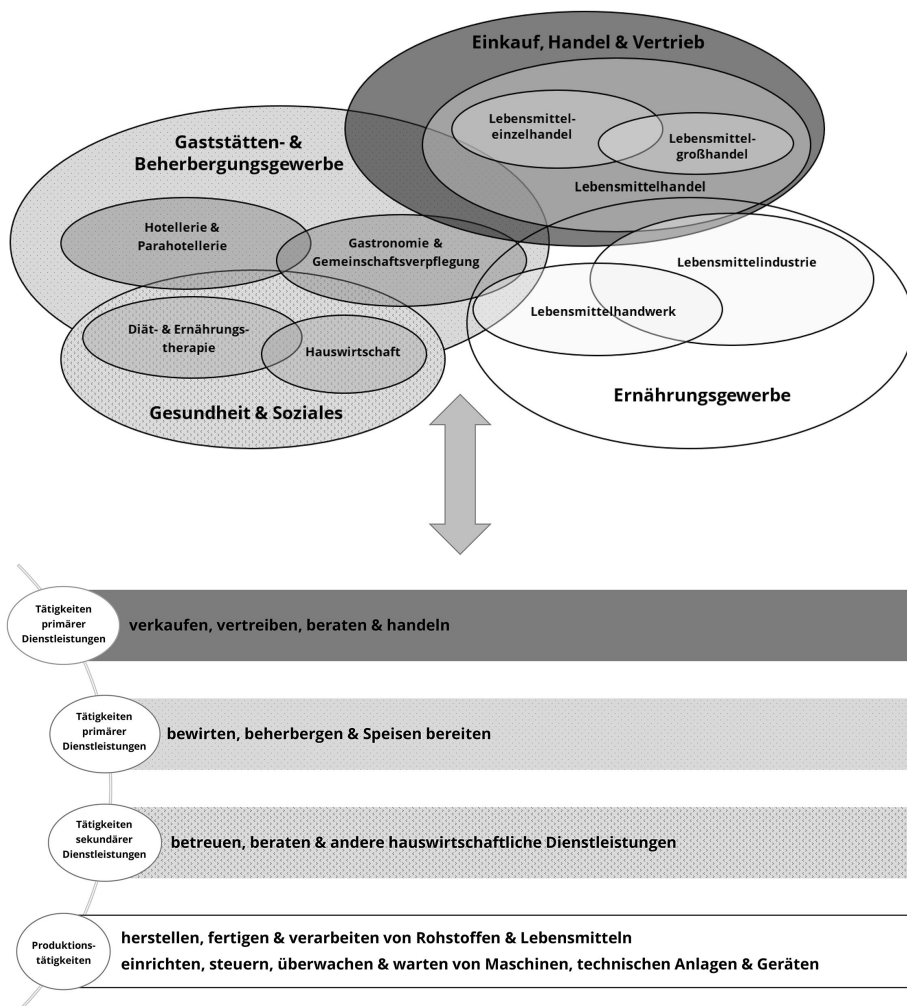 Einkauf, Handel & Vertrieb
Lebensmittel-
einzelhandel
Lebensmittel-
großhandel
Lebensmittelhandel
Gaststätten- &
Beherbergungsgewerbe
Hotellerie &
Parahotellerie
Gastronomie &
Gemeinschaftsverpflegung
Lebensmittelindustrie
Lebensmittelhandwerk
Ernährungsgewerbe
Diät- & Ernährungs-
therapie
Hauswirtschaft
Gesundheit & Soziales
Tätigkeiten
primärer
Dienstleistungen
verkaufen, vertreiben, beraten & handeln
Tätigkeiten
primärer
Dienstleistungen
bewirten, beherbergen & Speisen bereiten
Tätigkeiten
sekundärer
Dienstleistungen
betreuen, beraten & andere hauswirtschaftliche Dienstleistungen
Produktions-
tätigkeiten
herstellen, fertigen & verarbeiten von Rohstoffen & Lebensmitteln
einrichten, steuern, überwachen & warten von Maschinen, technischen Anlagen & Geräten